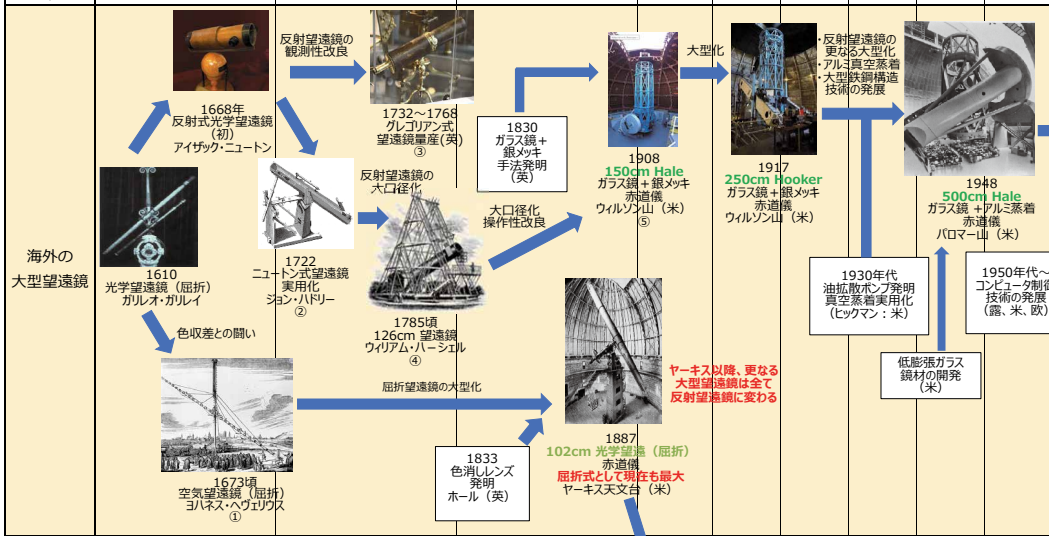 海外の
大型望遠鏡
1610
光学望遠鏡(屈折)
ガリレオ・ガリレイ
1668年
反射式光学望遠鏡
(初)
アイザック・ニュートン
反射望遠鏡の
観測性改良
1732~1768
グレゴリアン式
望遠鏡量産(英)
③
1722
ニュートン式望遠鏡
実用化
ジョン・ハドリー
②
反射望遠鏡の
大口径化
1785頃
126cm 望遠鏡
ウィリアム・ハーシェル
④
色収差との闘い
1673頃
空気望遠鏡(屈折)
ヨハネス・ヘヴェリウス
①
屈折望遠鏡の大型化
1833
色消しレンズ
発明
ホール(英)
1887
102cm 光学望遠(屈折)
赤道儀
屈折式として現在も最大
ヤーキス天文台(米)
ヤーキス以降、更なる
大型望遠鏡は全て
反射望遠鏡に変わる
1830
ガラス鏡+
銀メッキ
手法発明
(英)
大口径化
操作性改良
1908
150cm Hale
ガラス鏡+銀メッキ
赤道儀
ウィルソン山(米)
⑤
大型化
1917
250cm Hooker
ガラス鏡+銀メッキ
赤道儀
ウィルソン山(米)
・反射望遠鏡の
更なる大型化
・アルミ真空蒸着
・大型鉄鋼構造
技術の発展
1930年代
油拡散ポンプ発明
真空蒸着実用化
(ヒックマン:米)
1948
500cm Hale
ガラス鏡 +アルミ蒸着
赤道儀
パロマー山(米)
低膨張ガラス
鏡材の開発
(米)
1950年代~
コンピュータ制御
技術の発展
(露、米、欧)